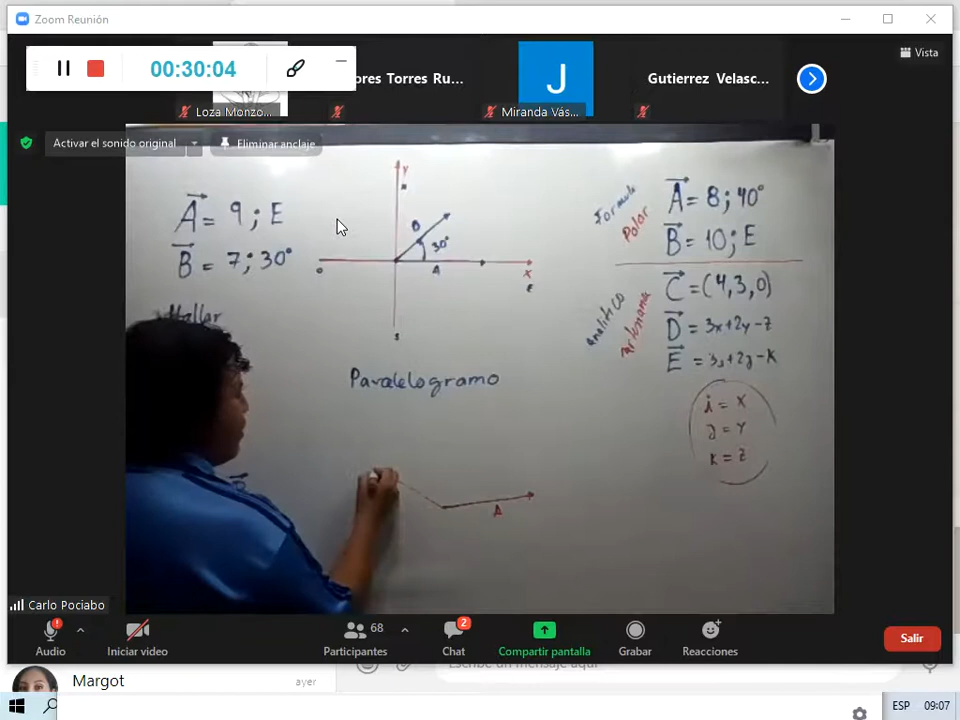 Zoom Reunión
00:30:04
ores Torres Ru...
J
Gutierrez Velasc...
Vista
Loza Monzo...
Miranda Vás...
Activar el sonido original
Eliminar anclaje
A = 9 ; E
B = 7 ; 30°
Hallar
Y
B
30°
A
X
E
O
S
Paralelogramo
A
Formula
Polar
A = 8 ; 40°
B = 10 ; E
C = (4,3,0)
D = 3x+2y-7
analitico
i = X
J = Y
K = Z
Carlo Pociabo
Audio
Iniciar video
68
Participantes
2
Chat
Compartir pantalla
Grabar
Reacciones
Salir
Margot
ayer
Escribe un mensaje aquí
ESP
09:07